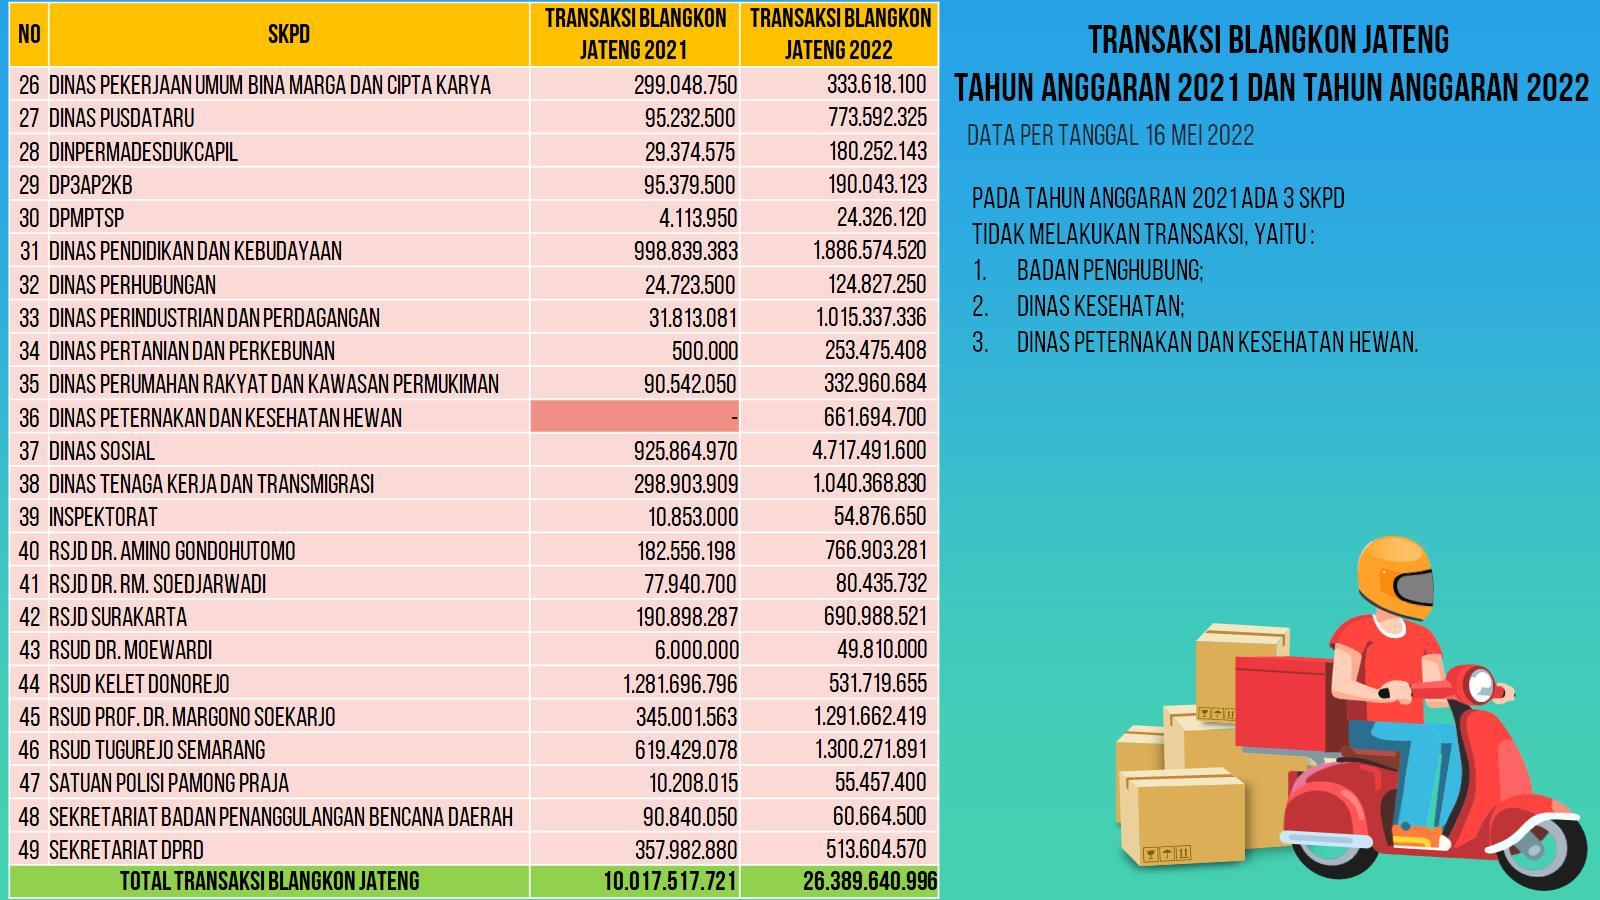 NO SKPD TRANSAKSI BLANGKON JATENG 2021 TRANSAKSI BLANGKON JATENG 2022
26 DINAS PEKERJAAN UMUM BINA MARGA DAN CIPTA KARYA 299.048.750 333.618.100
27 DINAS PUSDATARU 95.232.500 773.592.325
28 DINPERMADESDUKCAPIL 29.374.575 180.252.143
29 DP3AP2KB 95.379.500 190.043.123
30 DPMPTSP 4.113.950 24.326.120
31 DINAS PENDIDIKAN DAN KEBUDAYAAN 998.839.383 1.886.574.520
32 DINAS PERHUBUNGAN 24.723.500 124.827.250
33 DINAS PERINDUSTRIAN DAN PERDAGANGAN 31.813.081 1.015.337.336
34 DINAS PERTANIAN DAN PERKEBUNAN 500.000 253.475.408
35 DINAS PERUMAHAN RAKYAT DAN KAWASAN PERMUKIMAN 90.542.050 332.960.684
36 DINAS PETERNAKAN DAN KESEHATAN HEWAN - 661.694.700
37 DINAS SOSIAL 925.864.970 4.717.491.600
38 DINAS TENAGA KERJA DAN TRANSMIGRASI 298.903.909 1.040.368.830
39 INSPEKTORAT 10.853.000 54.876.650
40 RSJD DR. AMINO GONDOHUTOMO 182.556.198 766.903.281
41 RSJD DR. RM. SOEDJARWADI 77.940.700 80.435.732
42 RSJD SURAKARTA 190.898.287 690.988.521
43 RSUD DR. MOEWARDI 6.000.000 49.810.000
44 RSUD KELET DONOREJO 1.281.696.796 531.719.655
45 RSUD PROF. DR. MARGONO SOEKARJO 345.001.563 1.291.662.419
46 RSUD TUGUREJO SEMARANG 619.429.078 1.300.271.891
47 SATUAN POLISI PAMONG PRAJA 10.208.015 55.457.400
48 SEKRETARIAT BADAN PENANGGULANGAN BENCANA DAERAH 90.840.050 60.664.500
49 SEKRETARIAT DPRD 357.982.880 513.604.570
TOTAL TRANSAKSI BLANGKON JATENG 10.017.517.721 26.389.640.996
TRANSAKSI BLANGKON JATENG
TAHUN ANGGARAN 2021 DAN TAHUN ANGGARAN 2022
DATA PER TANGGAL 16 MEI 2022
PADA TAHUN ANGGARAN 2021 ADA 3 SKPD
TIDAK MELAKUKAN TRANSAKSI, YAITU :
1. BADAN PENGHUBUNG;
2. DINAS KESEHATAN;
3. DINAS PETERNAKAN DAN KESEHATAN HEWAN.